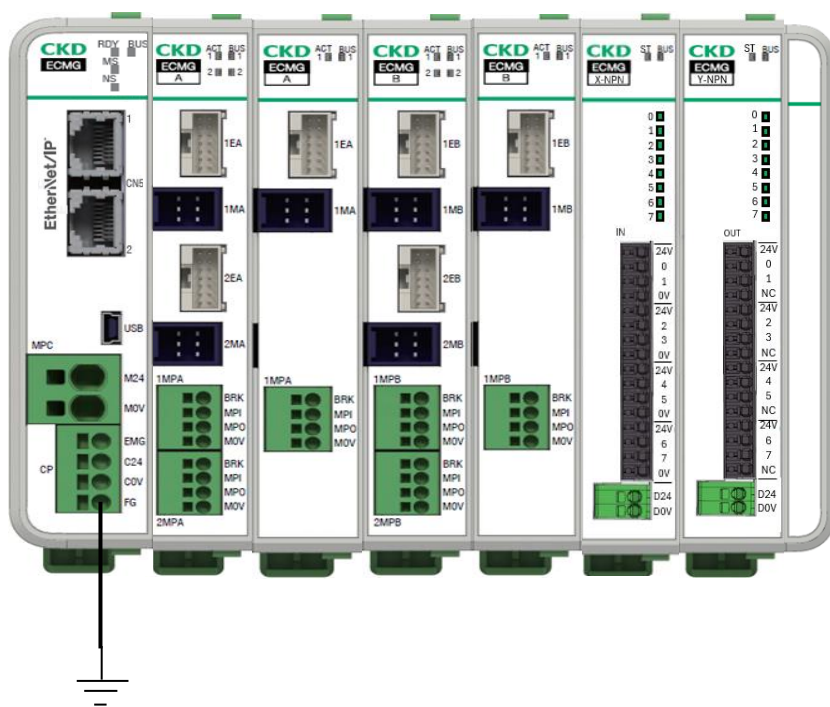 CKD
ECMG
RDY BUS
MS
NS
EtherNet/IP
1
CN5
2
USB
MPC
M24
M0V
CP
EMG
C24
C0V
FG
CKD
ECMG
A
ACT BUS
1 1
2 2
1EA
1MA
2EA
2MA
1MPA
BRK
MPI
MPO
M0V
BRK
MPI
MPO
M0V
2MPA
CKD
ECMG
A
ACT BUS
1 1
1EA
1MA
1MPA
BRK
MPI
MPO
M0V
CKD
ECMG
B
ACT BUS
1 1
2 2
1EB
1MB
2EB
2MB
1MPB
BRK
MPI
MPO
M0V
BRK
MPI
MPO
M0V
2MPB
CKD
ECMG
B
ACT BUS
1 1
1EB
1MB
1MPB
BRK
MPI
MPO
M0V
CKD
ECMG
X-NPN
ST BUS
0
1
2
3
4
5
6
7
IN
24V
0
1
0V
24V
2
3
0V
24V
4
5
0V
24V
6
7
0V
D24
D0V
CKD
ECMG
Y-NPN
ST BUS
0
1
2
3
4
5
6
7
OUT
24V
0
1
NC
24V
2
3
NC
24V
4
5
NC
24V
6
7
NC
D24
D0V